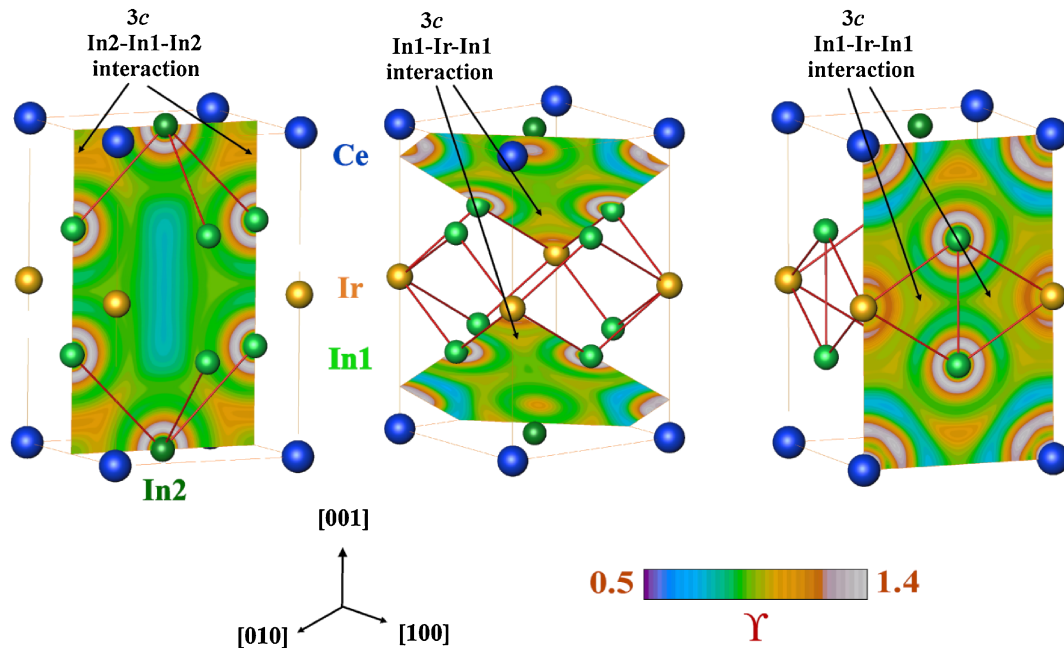 3c
In2-In1-In2
interaction
3c
In1-Ir-In1
interaction
3c
In1-Ir-In1
interaction
Ce
Ir
In1
In2
[001]
[010]
[100]
0.5
1.4
ϒ